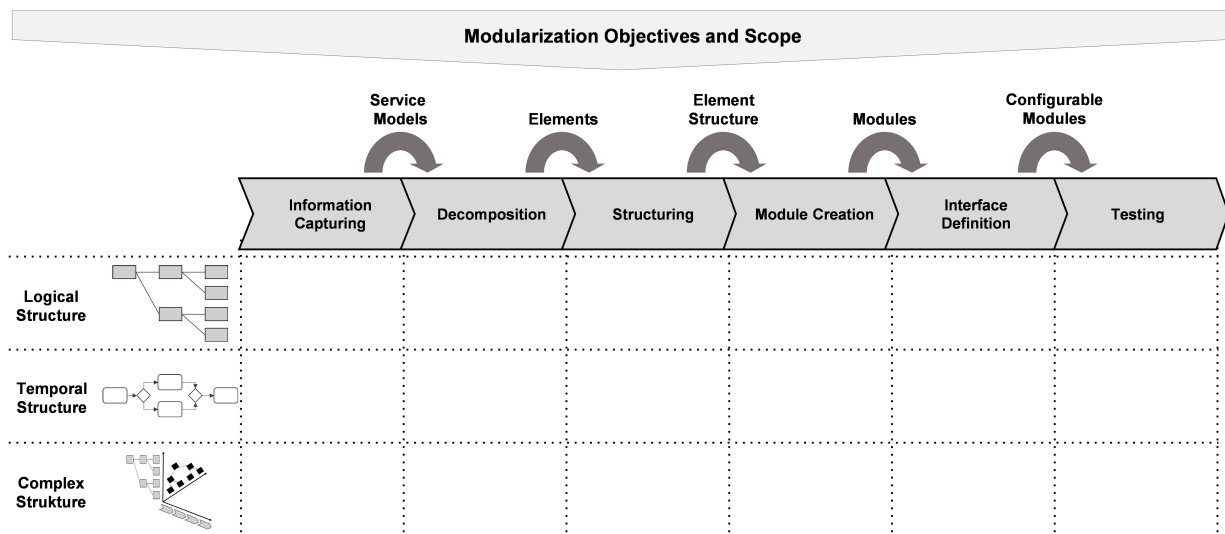 Modularization Objectives and Scope
Service
Models
Elements
Element
Structure
Modules
Configurable
Modules
Information
Capturing
Decomposition
Structuring
Module Creation
Interface
Definition
Testing
Logical
Structure
Temporal
Structure
Complex
Strukture